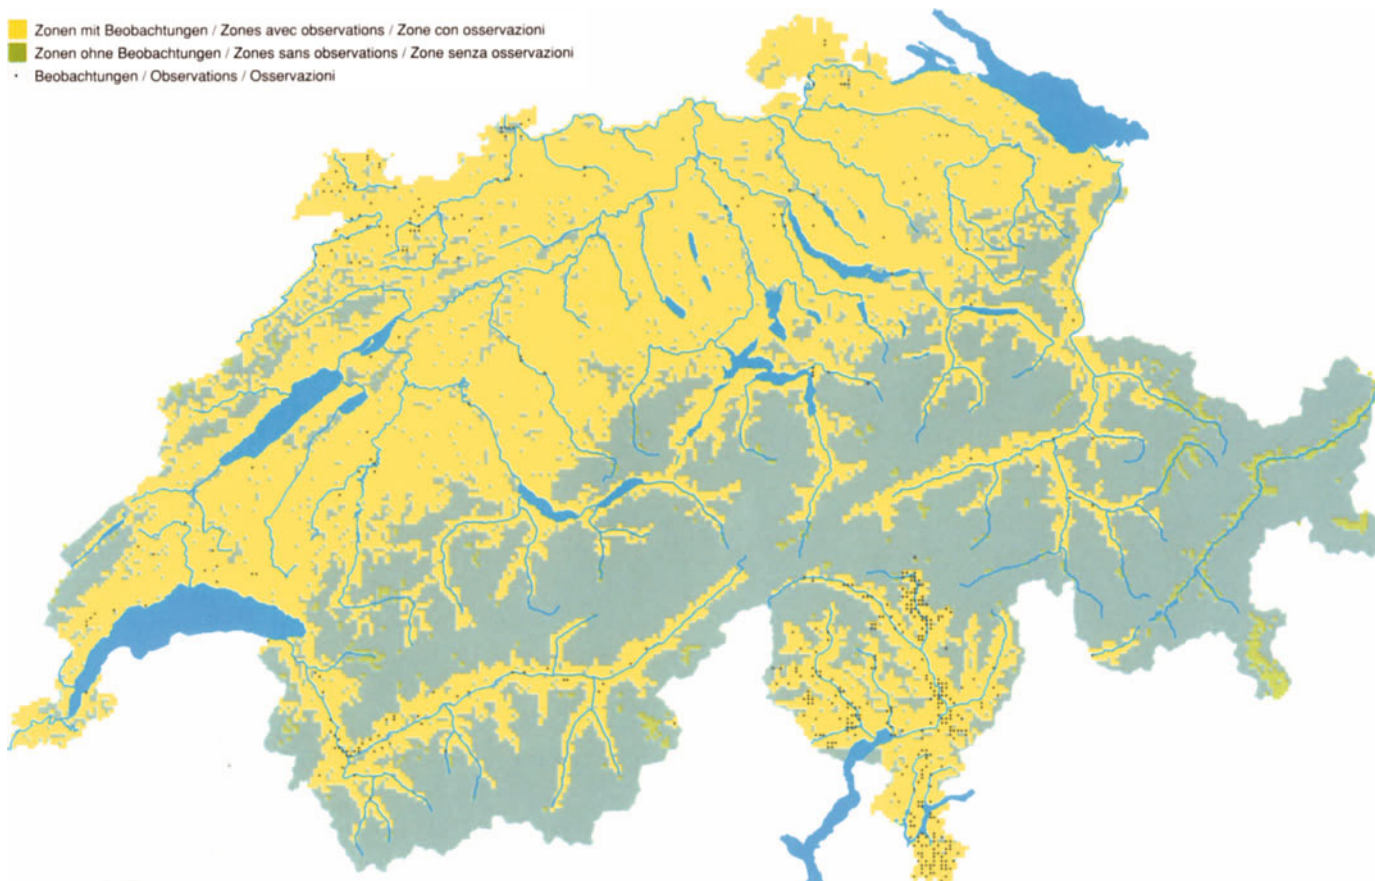 Zonen mit Beobachtungen / Zones avec observations / Zone con osservazioni
Zonen ohne Beobachtungen / Zones sans observations / Zone senza osservazioni
Beobachtungen / Observations / Osservazioni